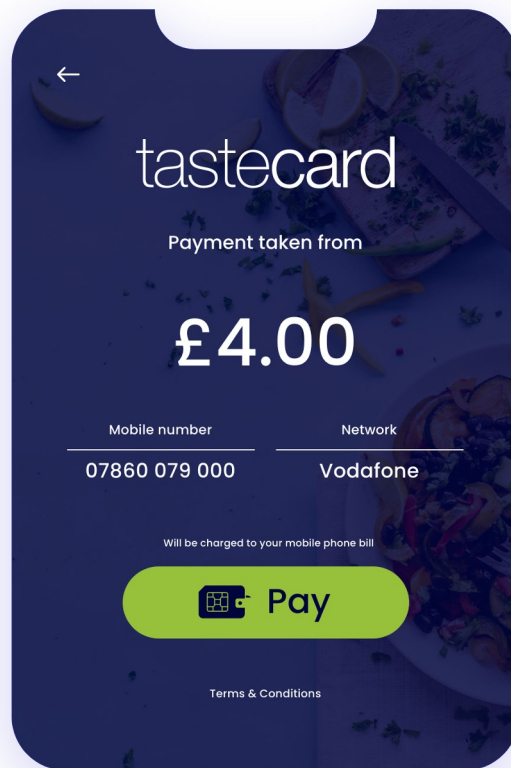 tastecard
Payment taken from
£4.00
Mobile number
Network
07860 079 000
Vodafone
Will be charged to your mobile phone bill
Pay
Terms & Conditions